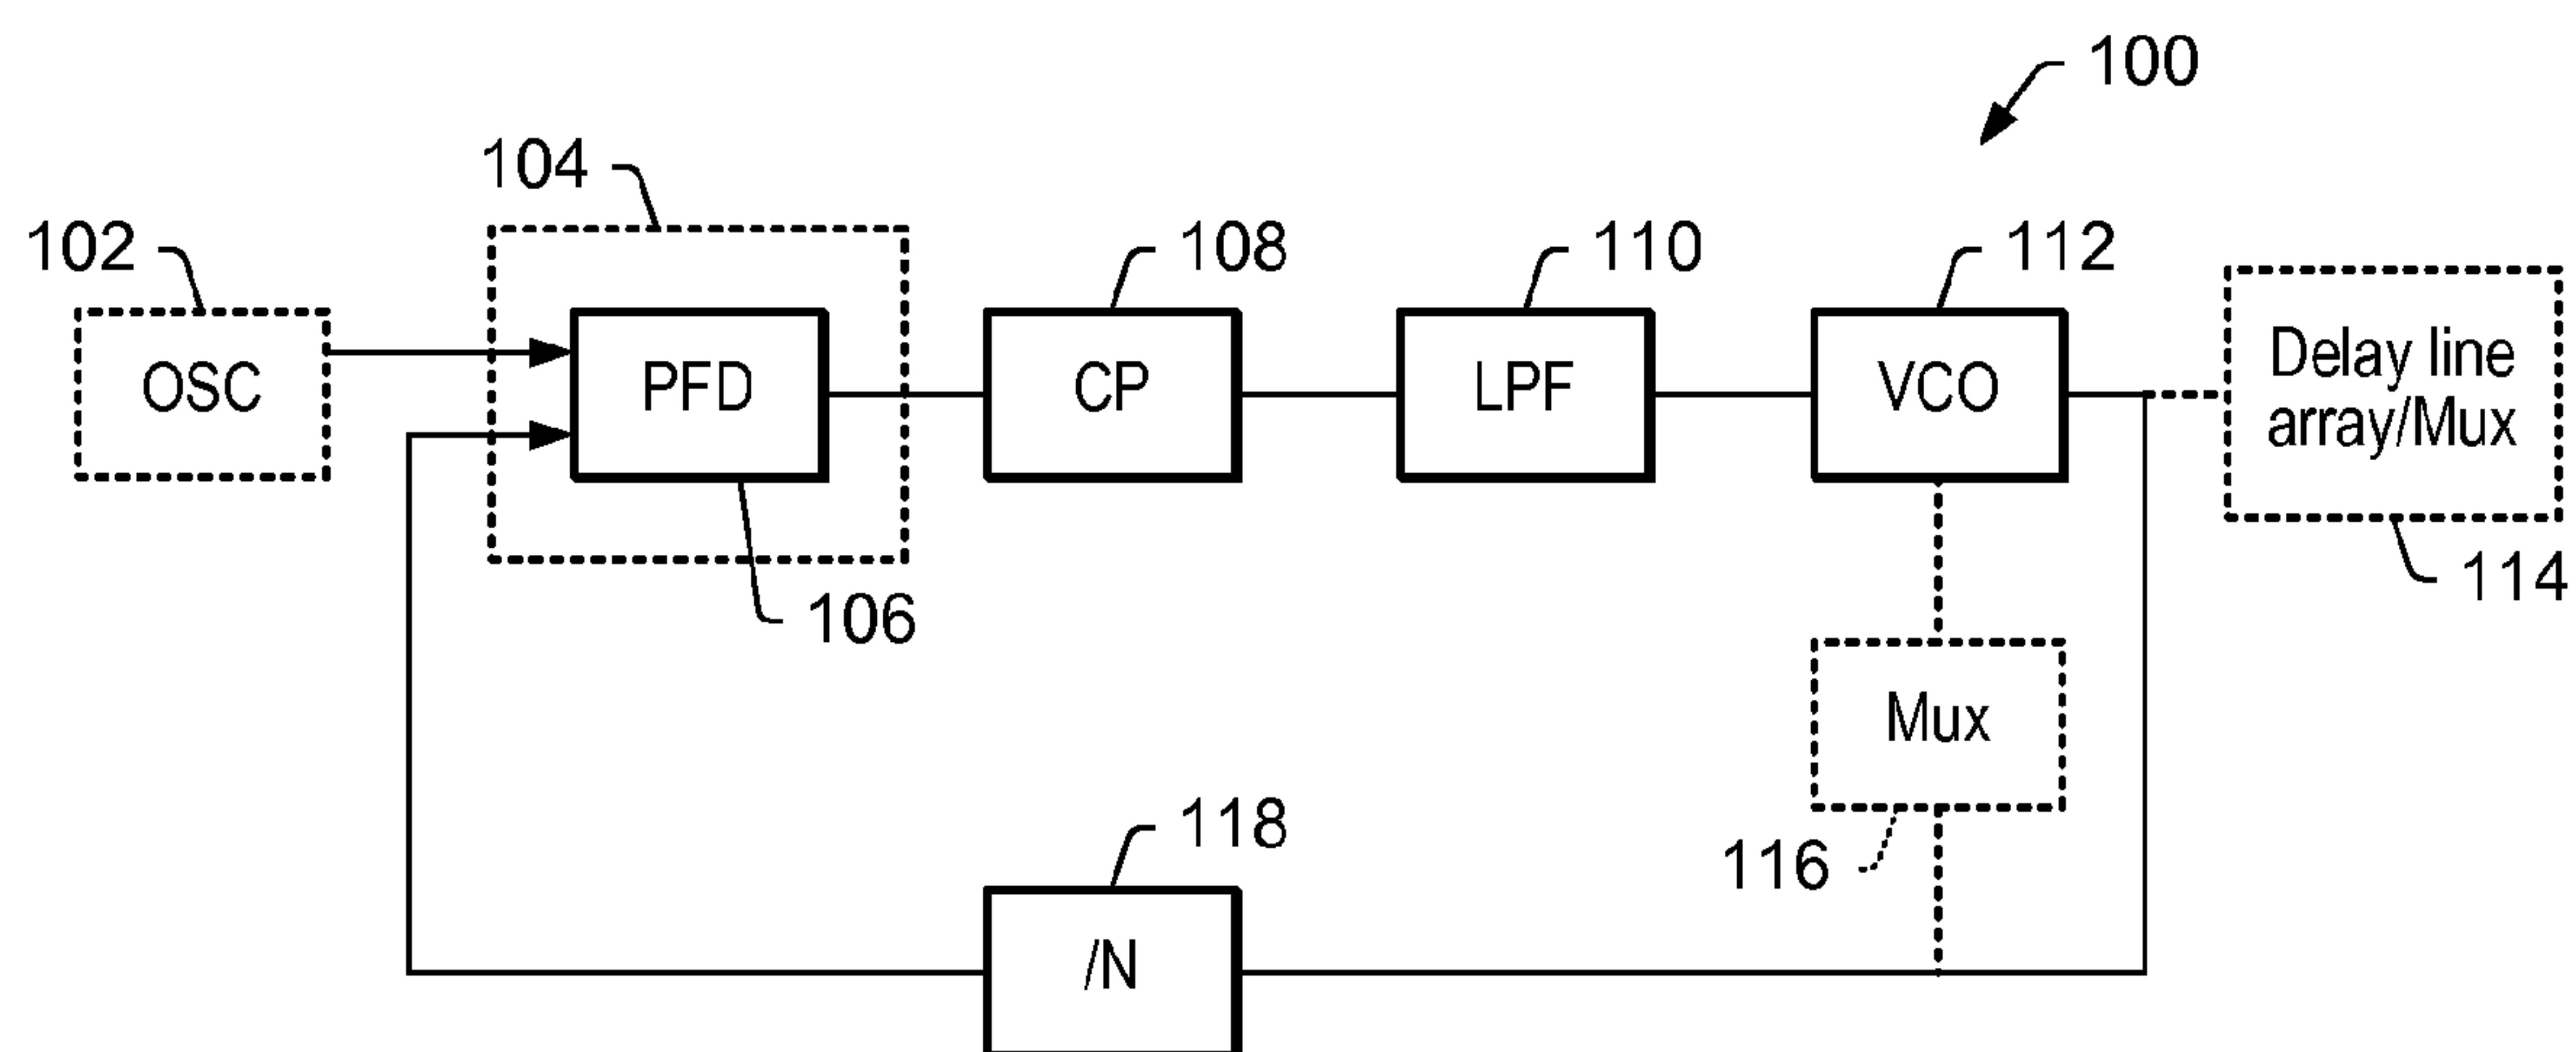 100
104
102
108
110
112
OSC
PFD
CP
LPF
VCO
Delay line
array/Mux
114
106
Mux
118
116
/N